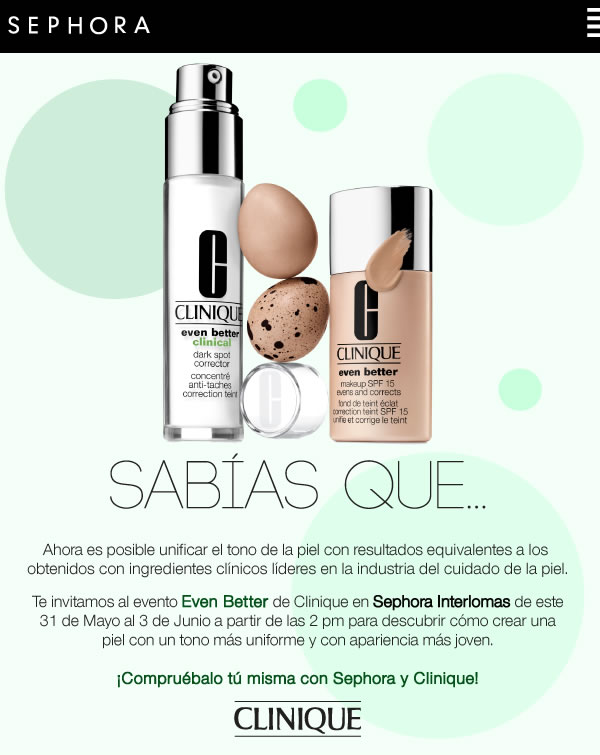 SEPHORA
CLINIQUE
even better
clinical
dark spot
corrector
concentré
anti-taches
correction teint
CLINIQUE
even better
makeup SPF 15
evens and corrects
fond de teint éclat
correction teint SPF 15
unifie et corrige le teint
SABÍAS QUE...
Ahora es posible unificar el tono de la piel con resultados equivalentes a los
obtenidos con ingredientes clínicos líderes en la industria del cuidado de la piel.
Te invitamos al evento Even Better de Clinique en Sephora Interlomas de este
31 de Mayo al 3 de Junio a partir de las 2 pm para descubrir cómo crear una
piel con un tono más uniforme y con apariencia más joven.
¡Compruébalo tú misma con Sephora y Clinique!
CLINIQUE